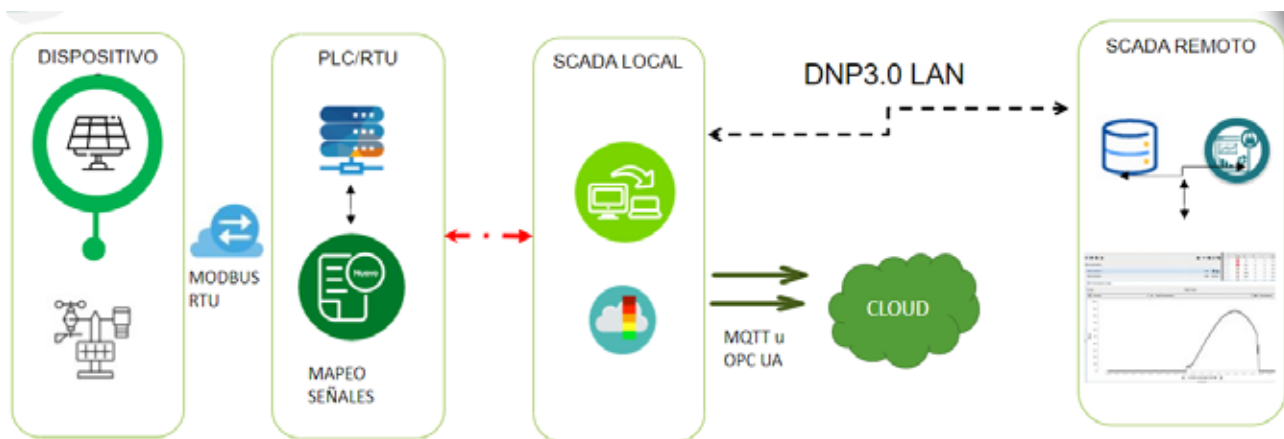 DISPOSITIVO
MODBUS
RTU
PLC/RTU
Nuevo
MAPEO
SEÑALES
SCADA LOCAL
DNP3.0 LAN
MQTT u
OPC UA
CLOUD
SCADA REMOTO